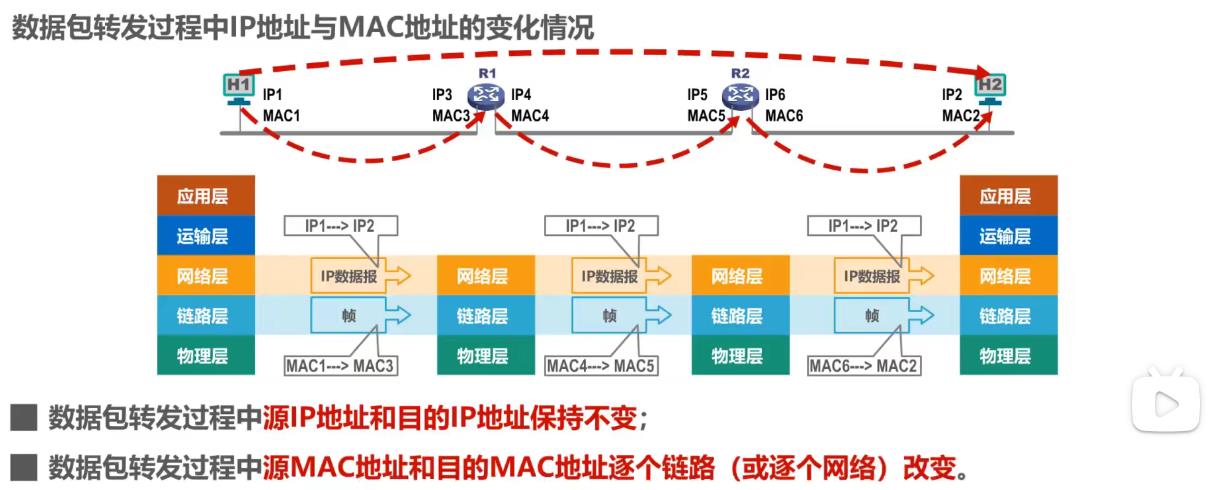 数据包转发过程中IP地址与MAC地址的变化情况
R1 R2
H1 IP1 IP3 IP4 IP5 IP6 IP2 H2
MAC1 MAC3 MAC4 MAC5 MAC6 MAC2
应用层 应用层
运输层 IP1---> IP2 IP1---> IP2 IP1---> IP2 运输层
网络层 IP数据报 网络层 IP数据报 网络层 IP数据报 网络层
链路层 帧 链路层 帧 链路层 帧 链路层
物理层 MAC1---> MAC3 物理层 MAC4---> MAC5 物理层 MAC6---> MAC2 物理层
数据包转发过程中源IP地址和目的IP地址保持不变；
数据包转发过程中源MAC地址和目的MAC地址逐个链路（或逐个网络）改变。